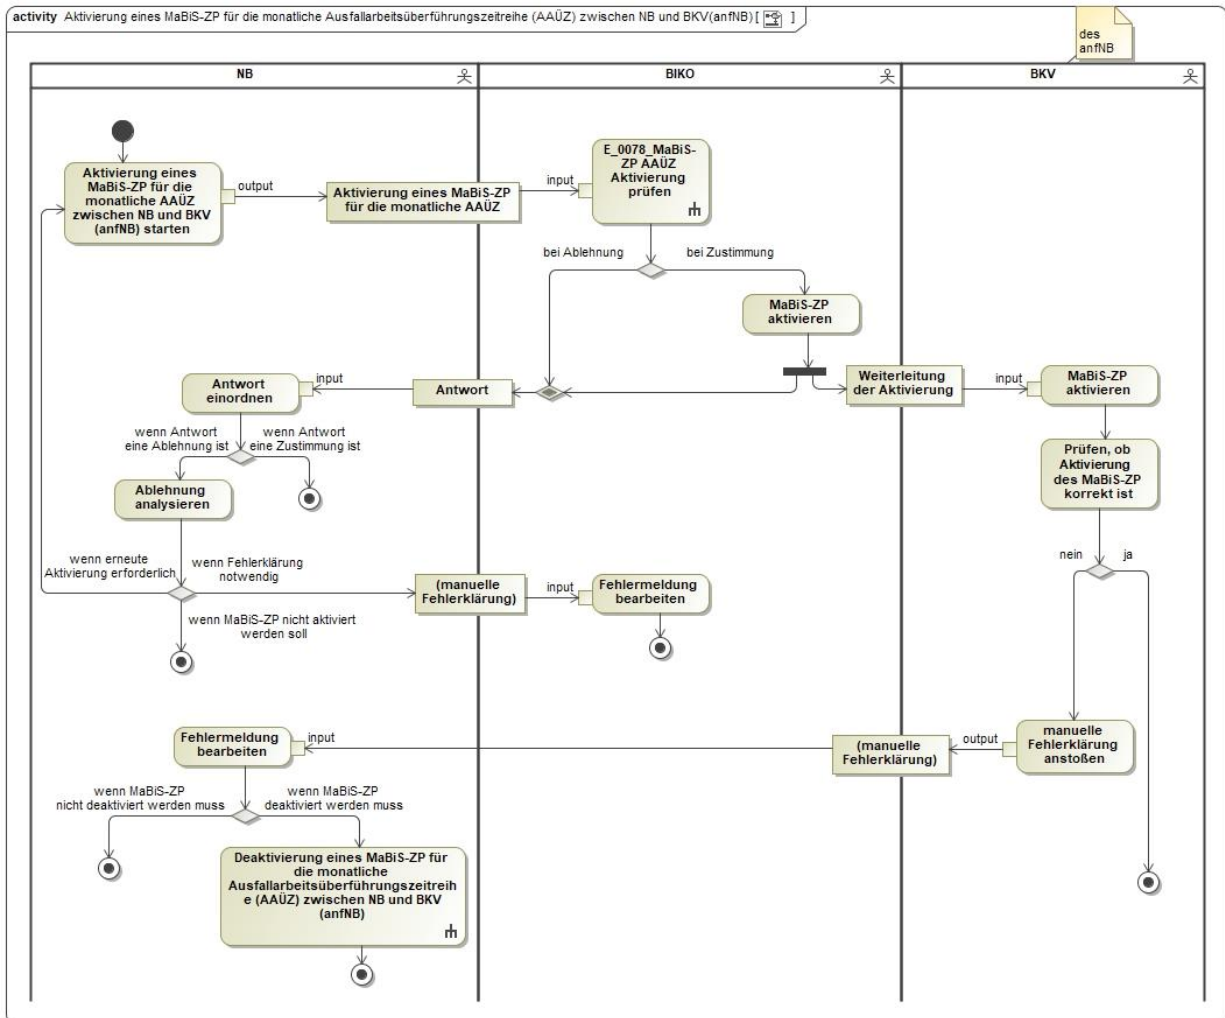 activity Aktivierung eines MaBiS-ZP für die monatliche Ausfallarbeitsüberführungszeitreihe (AAÜZ) zwischen NB und BKV(anfNB) [ ]
des
anfNB
NB
BIKO
BKV
Aktivierung eines
MaBiS-ZP für die
monatliche AAÜZ
zwischen NB und BKV
(anfNB) starten
output
Aktivierung eines MaBiS-ZP
für die monatliche AAÜZ
input
E_0078_MaBiS-
ZP AAÜZ
Aktivierung
prüfen
bei Ablehnung
bei Zustimmung
MaBiS-ZP
aktivieren
Antwort
einordnen
input
Antwort
Weiterleitung
der Aktivierung
input
MaBiS-ZP
aktivieren
wenn Antwort
eine Ablehnung ist
wenn Antwort
eine Zustimmung ist
Prüfen, ob
Aktivierung
des MaBiS-ZP
korrekt ist
Ablehnung
analysieren
nein
ja
wenn erneute
Aktivierung erforderlich
wenn Fehlerklärung
notwendig
(manuelle
Fehlerklärung)
input
Fehlermeldung
bearbeiten
wenn MaBiS-ZP nicht aktiviert
werden soll
Fehlermeldung
bearbeiten
input
(manuelle
Fehlerklärung)
output
manuelle
Fehlerklärung
anstoßen
wenn MaBiS-ZP
nicht deaktiviert werden muss
wenn MaBiS-ZP
deaktiviert werden muss
Deaktivierung eines MaBiS-ZP für
die monatliche
Ausfallarbeitsüberführungszeitreih
e (AAÜZ) zwischen NB und BKV
(anfNB)